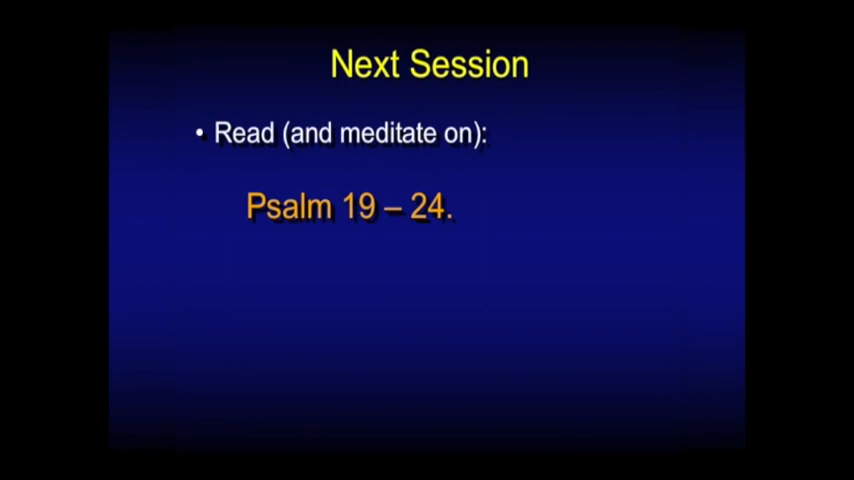 Next Session
• Read (and meditate on):
Psalm 19 – 24.